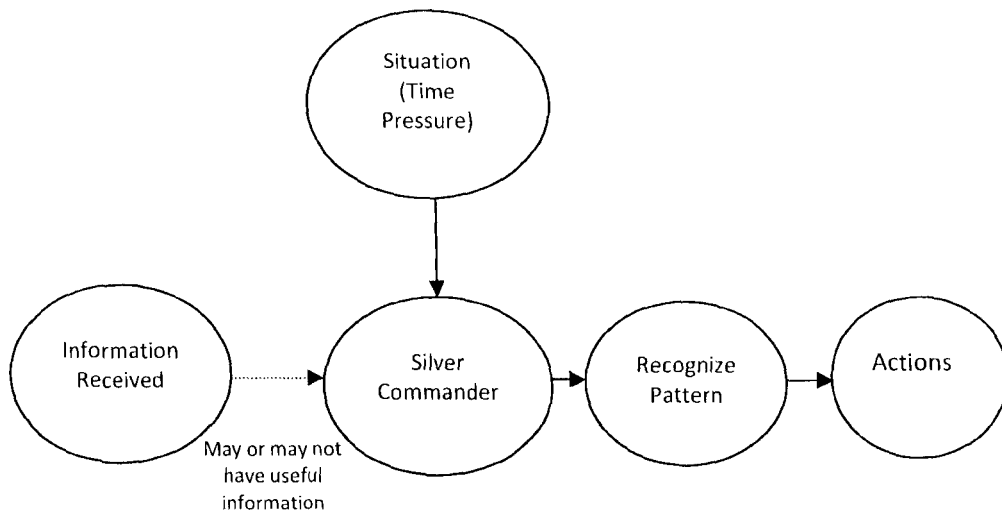 Situation
(Time
Pressure)
Information
Received
May or may not
have useful
information
Silver
Commander
Recognize
Pattern
Actions